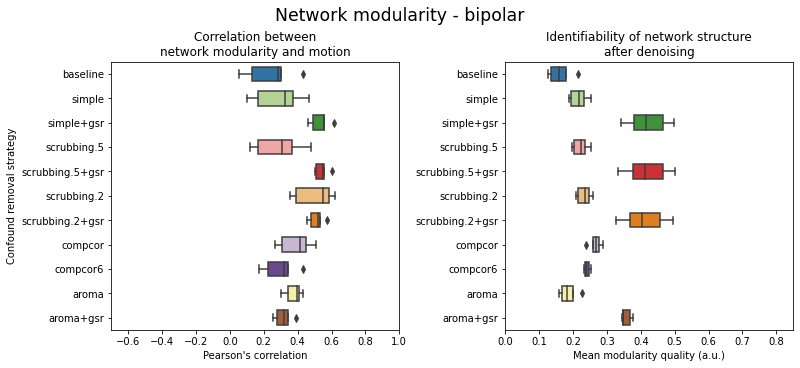 Network modularity - bipolar
Correlation between
network modularity and motion
Confound removal strategy
baseline
simple
simple+gsr
scrubbing.5
scrubbing.5+gsr
scrubbing.2
scrubbing.2+gsr
compcor
compcor6
aroma
aroma+gsr
−0.6 −0.4 −0.2 0.0 0.2 0.4 0.6 0.8 1.0
Pearson's correlation
Identifiability of network structure
after denoising
baseline
simple
simple+gsr
scrubbing.5
scrubbing.5+gsr
scrubbing.2
scrubbing.2+gsr
compcor
compcor6
aroma
aroma+gsr
0.0 0.1 0.2 0.3 0.4 0.5 0.6 0.7 0.8
Mean modularity quality (a.u.)